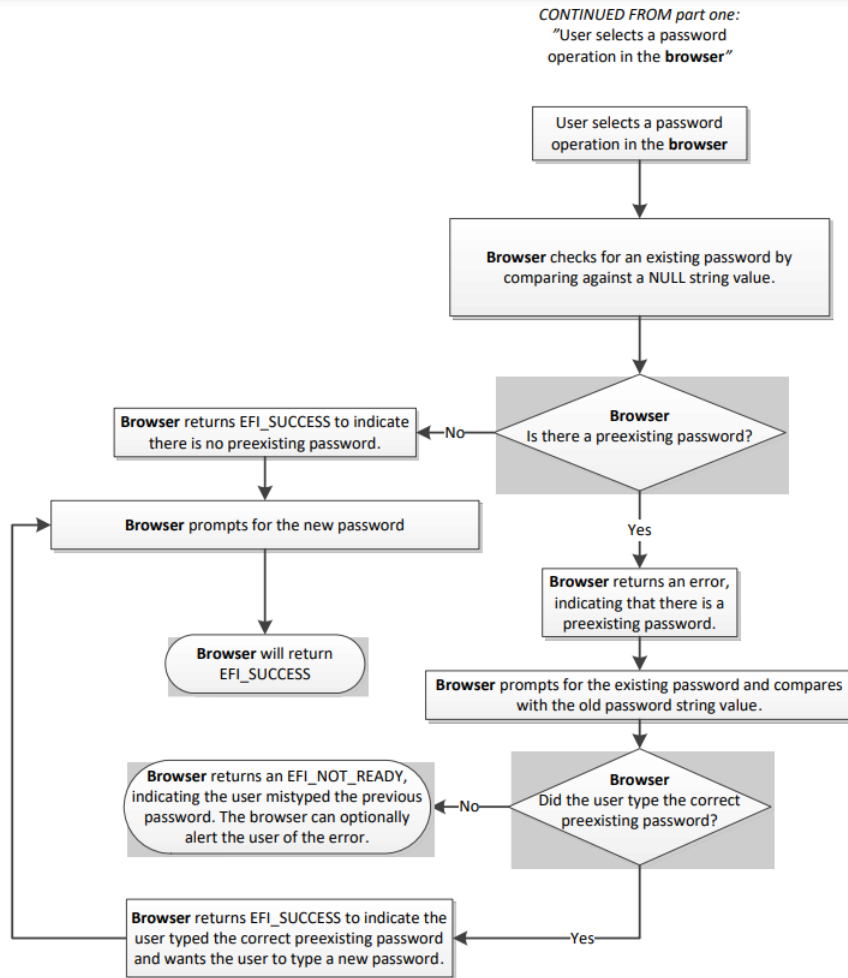 CONTINUED FROM part one:
"User selects a password
operation in the browser"
User selects a password
operation in the browser
Browser checks for an existing password by
comparing against a NULL string value.
Browser
Is there a preexisting password?
No
Browser returns EFI_SUCCESS to indicate
there is no preexisting password.
Browser prompts for the new password
Browser will return
EFI_SUCCESS
Yes
Browser returns an error,
indicating that there is a
preexisting password.
Browser prompts for the existing password and compares
with the old password string value.
Browser
Did the user type the correct
preexisting password?
No
Browser returns an EFI_NOT_READY,
indicating the user mistyped the previous
password. The browser can optionally
alert the user of the error.
Yes
Browser returns EFI_SUCCESS to indicate the
user typed the correct preexisting password
and wants the user to type a new password.